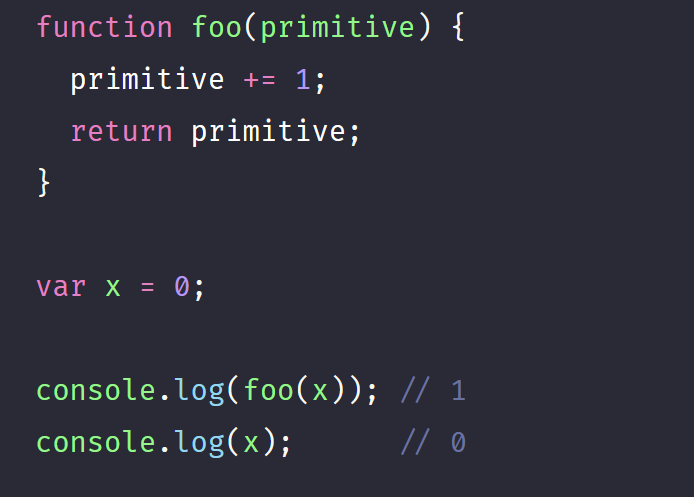 function foo(primitive) {
  primitive += 1;
  return primitive;
}

var x = 0;

console.log(foo(x)); // 1
console.log(x);      // 0